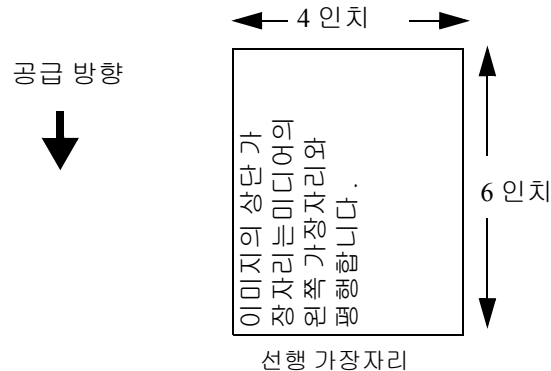 4 인치
공급 방향
이미지의 상단 가
장자리는미디어의
왼쪽 가장자리와
평행합니다.
6 인치
선행 가장자리